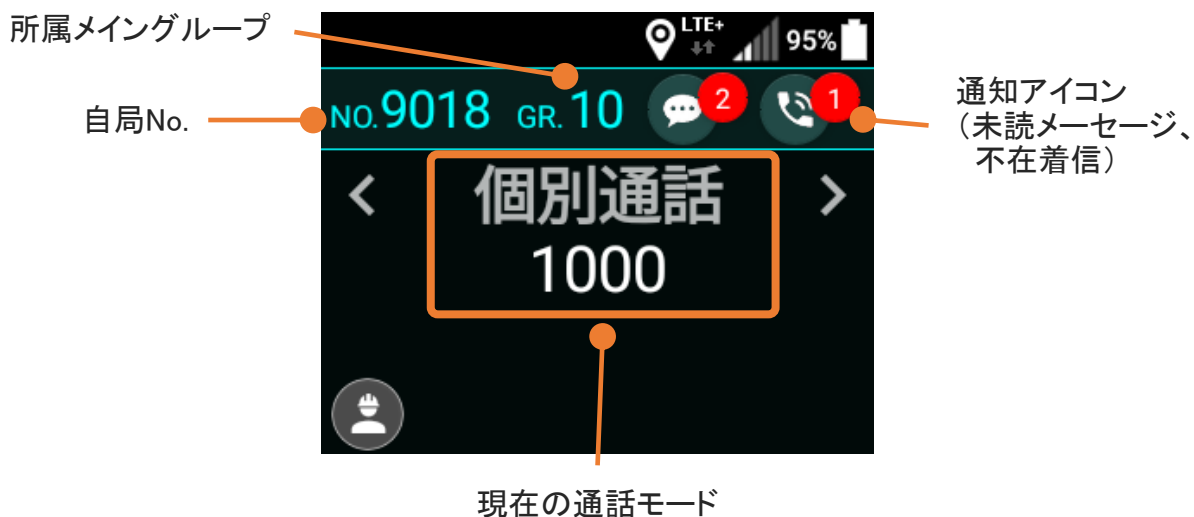 所属メイングループ
LTE+
95%
自局No.
NO.9018 GR.10
2
1
通知アイコン
（未読メーセージ、
不在着信）
個別通話
1000
現在の通話モード